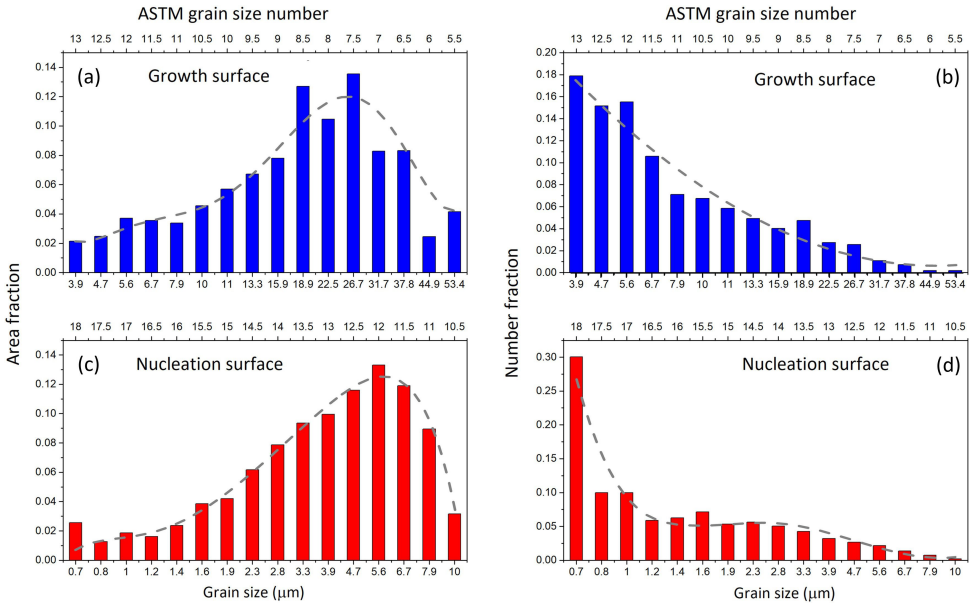 ASTM grain size number
ASTM grain size number
13 12.5 12 11.5 11 10.5 10 9.5 9 8.5 8 7.5 7 6.5 6 5.5
13 12.5 12 11.5 11 10.5 10 9.5 9 8.5 8 7.5 7 6.5 6 5.5
(a)
Growth surface
0.14
0.12
0.10
0.08
0.06
0.04
0.02
0.00
3.9 4.7 5.6 6.7 7.9 10 11 13.3 15.9 18.9 22.5 26.7 31.7 37.8 44.9 53.4
(b)
Growth surface
0.20
0.18
0.16
0.14
0.12
0.10
0.08
0.06
0.04
0.02
0.00
3.9 4.7 5.6 6.7 7.9 10 11 13.3 15.9 18.9 22.5 26.7 31.7 37.8 44.9 53.4
Area fraction
Number fraction
18 17.5 17 16.5 16 15.5 15 14.5 14 13.5 13 12.5 12 11.5 11 10.5
(c)
Nucleation surface
0.14
0.12
0.10
0.08
0.06
0.04
0.02
0.00
0.7 0.8 1 1.2 1.4 1.6 1.9 2.3 2.8 3.3 3.9 4.7 5.6 6.7 7.9 10
Grain size (μm)
18 17.5 17 16.5 16 15.5 15 14.5 14 13.5 13 12.5 12 11.5 11 10.5
Nucleation surface
(d)
0.30
0.25
0.20
0.15
0.10
0.05
0.00
0.7 0.8 1 1.2 1.4 1.6 1.9 2.3 2.8 3.3 3.9 4.7 5.6 6.7 7.9 10
Grain size (μm)